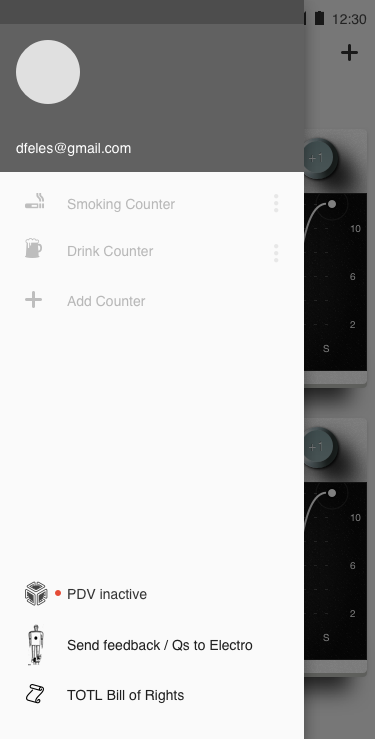 12:30
dfeles@gmail.com
Smoking Counter
Drink Counter
Add Counter
PDV inactive
Send feedback / Qs to Electro
TOTL Bill of Rights
+1
10
6
2
S
+1
10
6
2
S